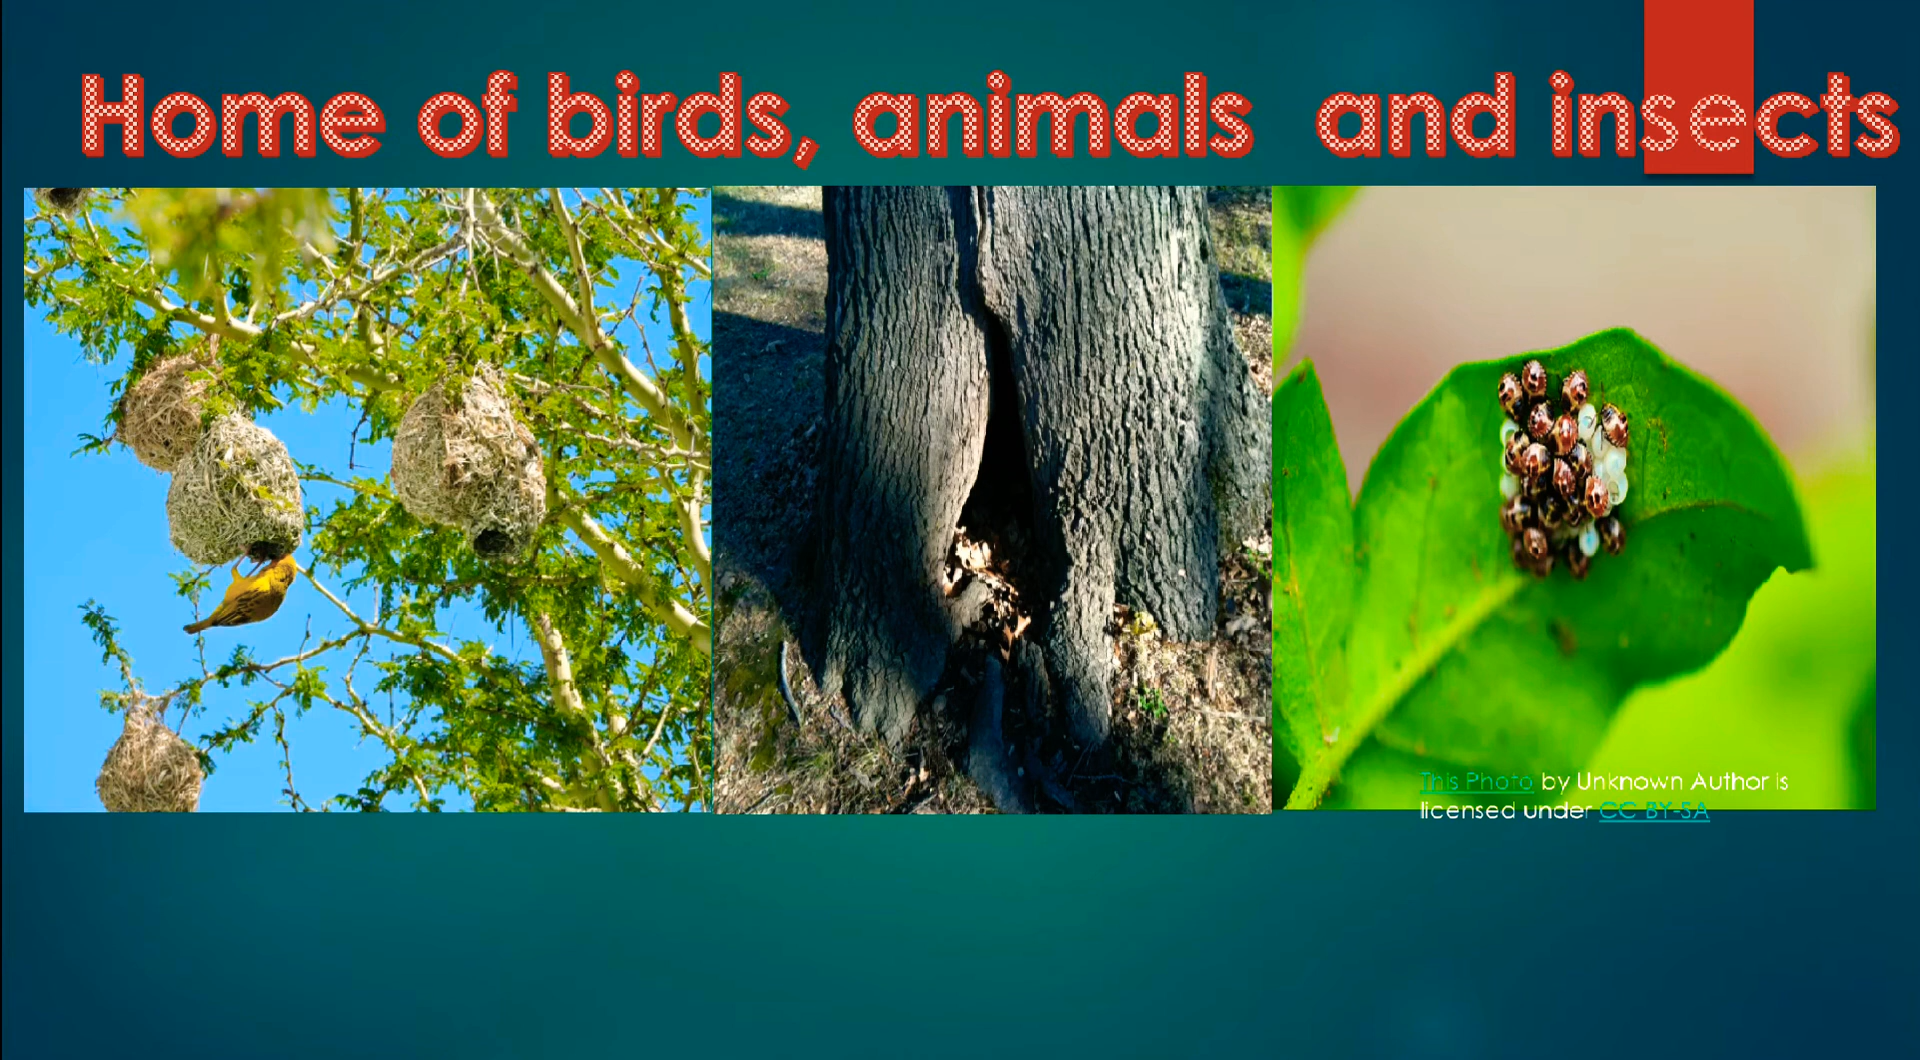 Home of birds, animals and insects
This Photo by Unknown Author is
licensed under CC BY-SA